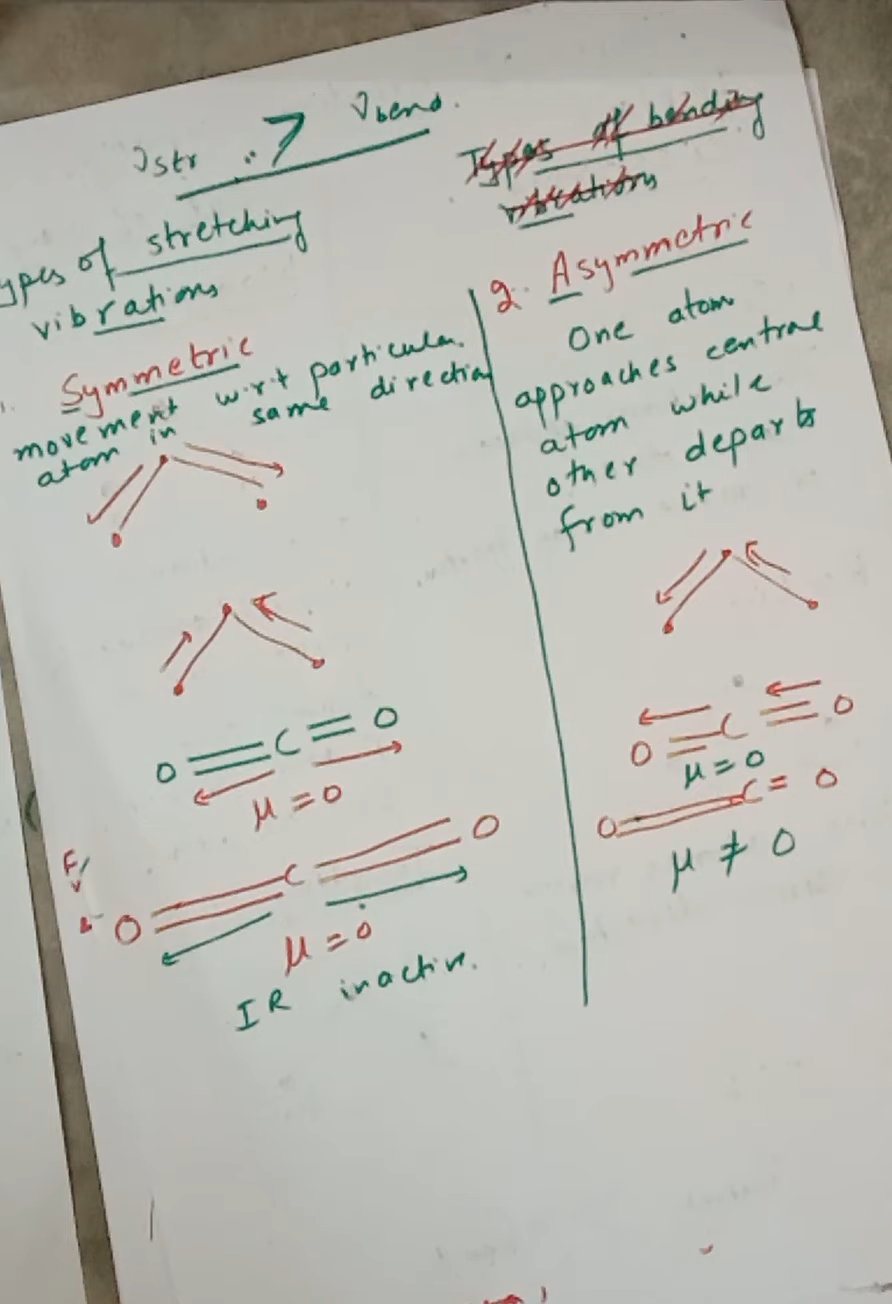 νstr > νbend.
Types of bending
vibrations
ypes of stretching
vibrations
1. Symmetric
movement w.r.t particular
atom in same direction
O=C=O
μ=0
O=C=O
μ=0
IR inactive.
2. Asymmetric
One atom
approaches central
atom while
other departs
from it
O=C=O
μ=0
O=C=O
μ≠0